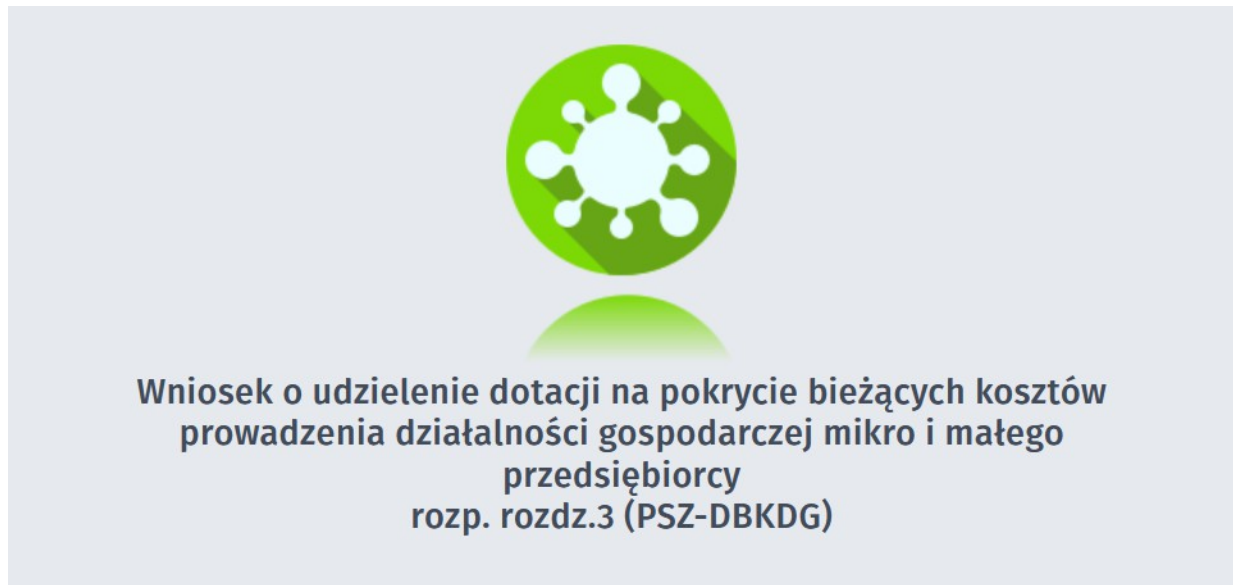 Wniosek o udzielenie dotacji na pokrycie bieżących kosztów
prowadzenia działalności gospodarczej mikro i małego
przedsiębiorcy
rozp. rozdz.3 (PSZ-DBKDG)